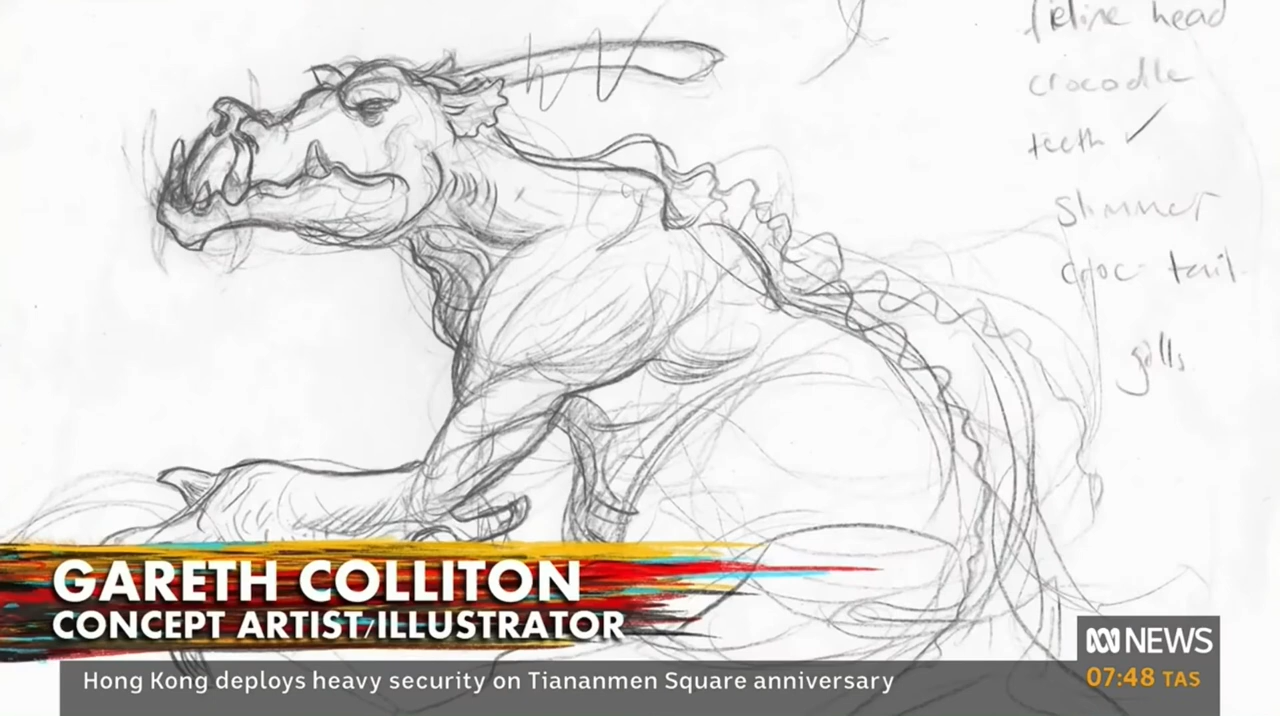 feline head
crocodile
teeth ✓
shimmer
croc-tail
gills
GARETH COLLITON
CONCEPT ARTIST/ILLUSTRATOR
ABC NEWS
07:48 TAS
Hong Kong deploys heavy security on Tiananmen Square anniversary